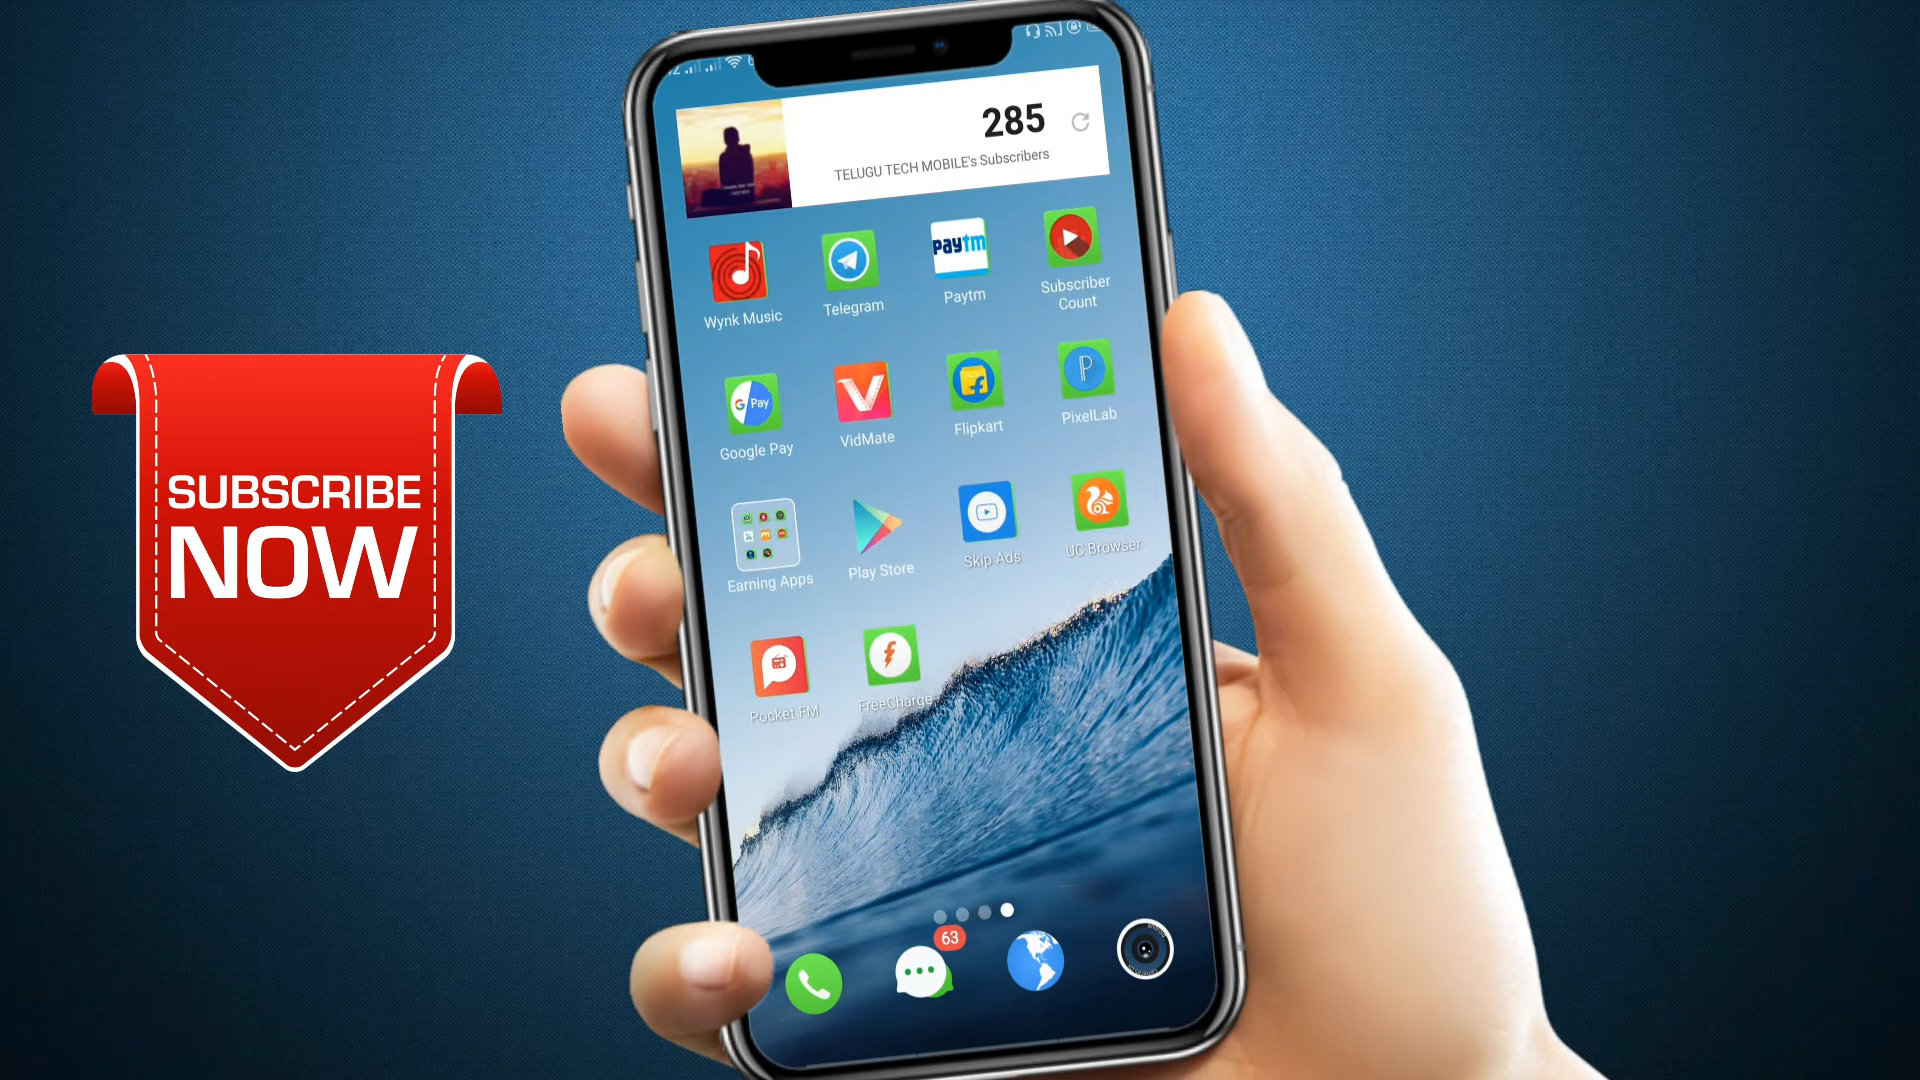 285
TELUGU TECH MOBILE's Subscribers
paytm
Wynk Music
Telegram
Paytm
Subscriber
Count
G Pay
Google Pay
VidMate
Flipkart
PixelLab
SUBSCRIBE
NOW
Earning Apps
Play Store
Skip Ads
UC Browser
Pocket FM
FreeCharge
63